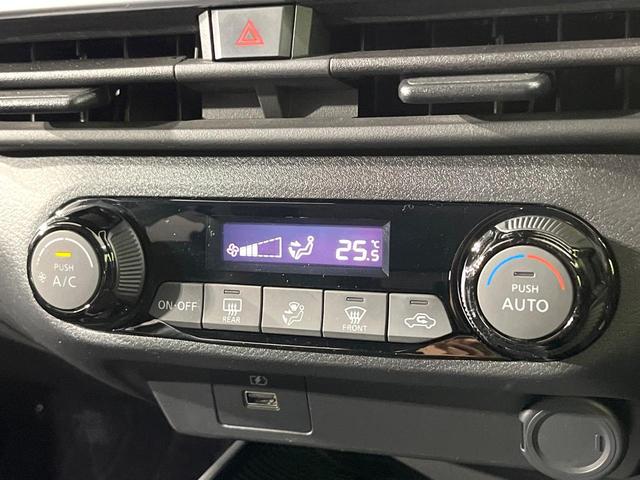 25.5°C
PUSH
A/C
ON·OFF
REAR
FRONT
PUSH
AUTO